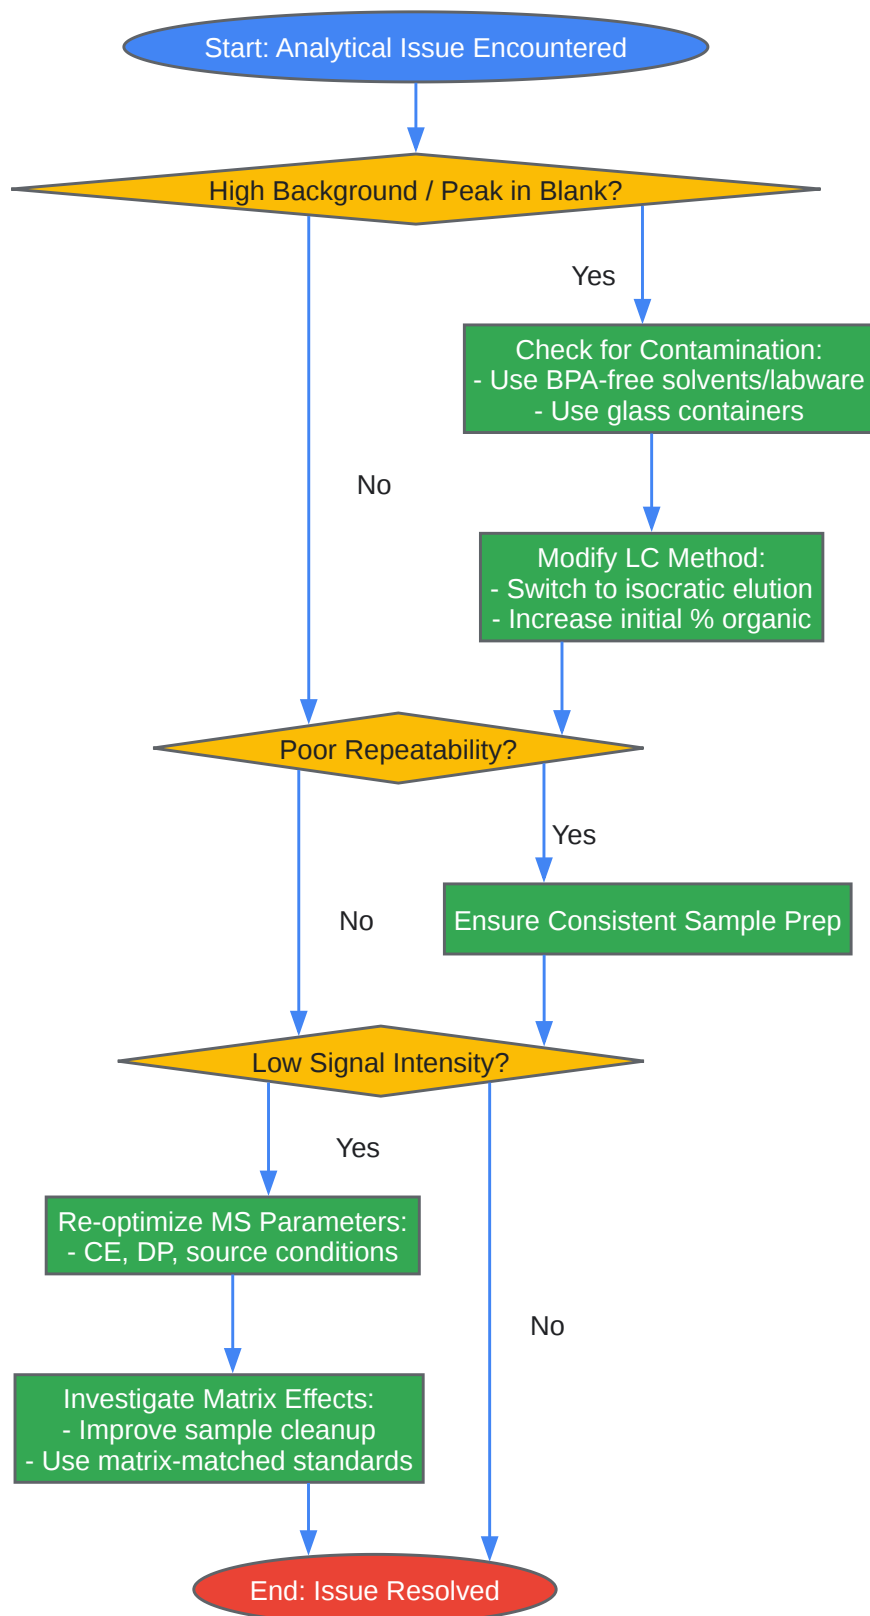 Start: Analytical Issue Encountered
High Background / Peak in Blank?
Yes
Check for Contamination:
- Use BPA-free solvents/labware
- Use glass containers
No
Modify LC Method:
- Switch to isocratic elution
- Increase initial % organic
Poor Repeatability?
Yes
No
Ensure Consistent Sample Prep
Low Signal Intensity?
Yes
Re-optimize MS Parameters:
- CE, DP, source conditions
No
Investigate Matrix Effects:
- Improve sample cleanup
- Use matrix-matched standards
End: Issue Resolved